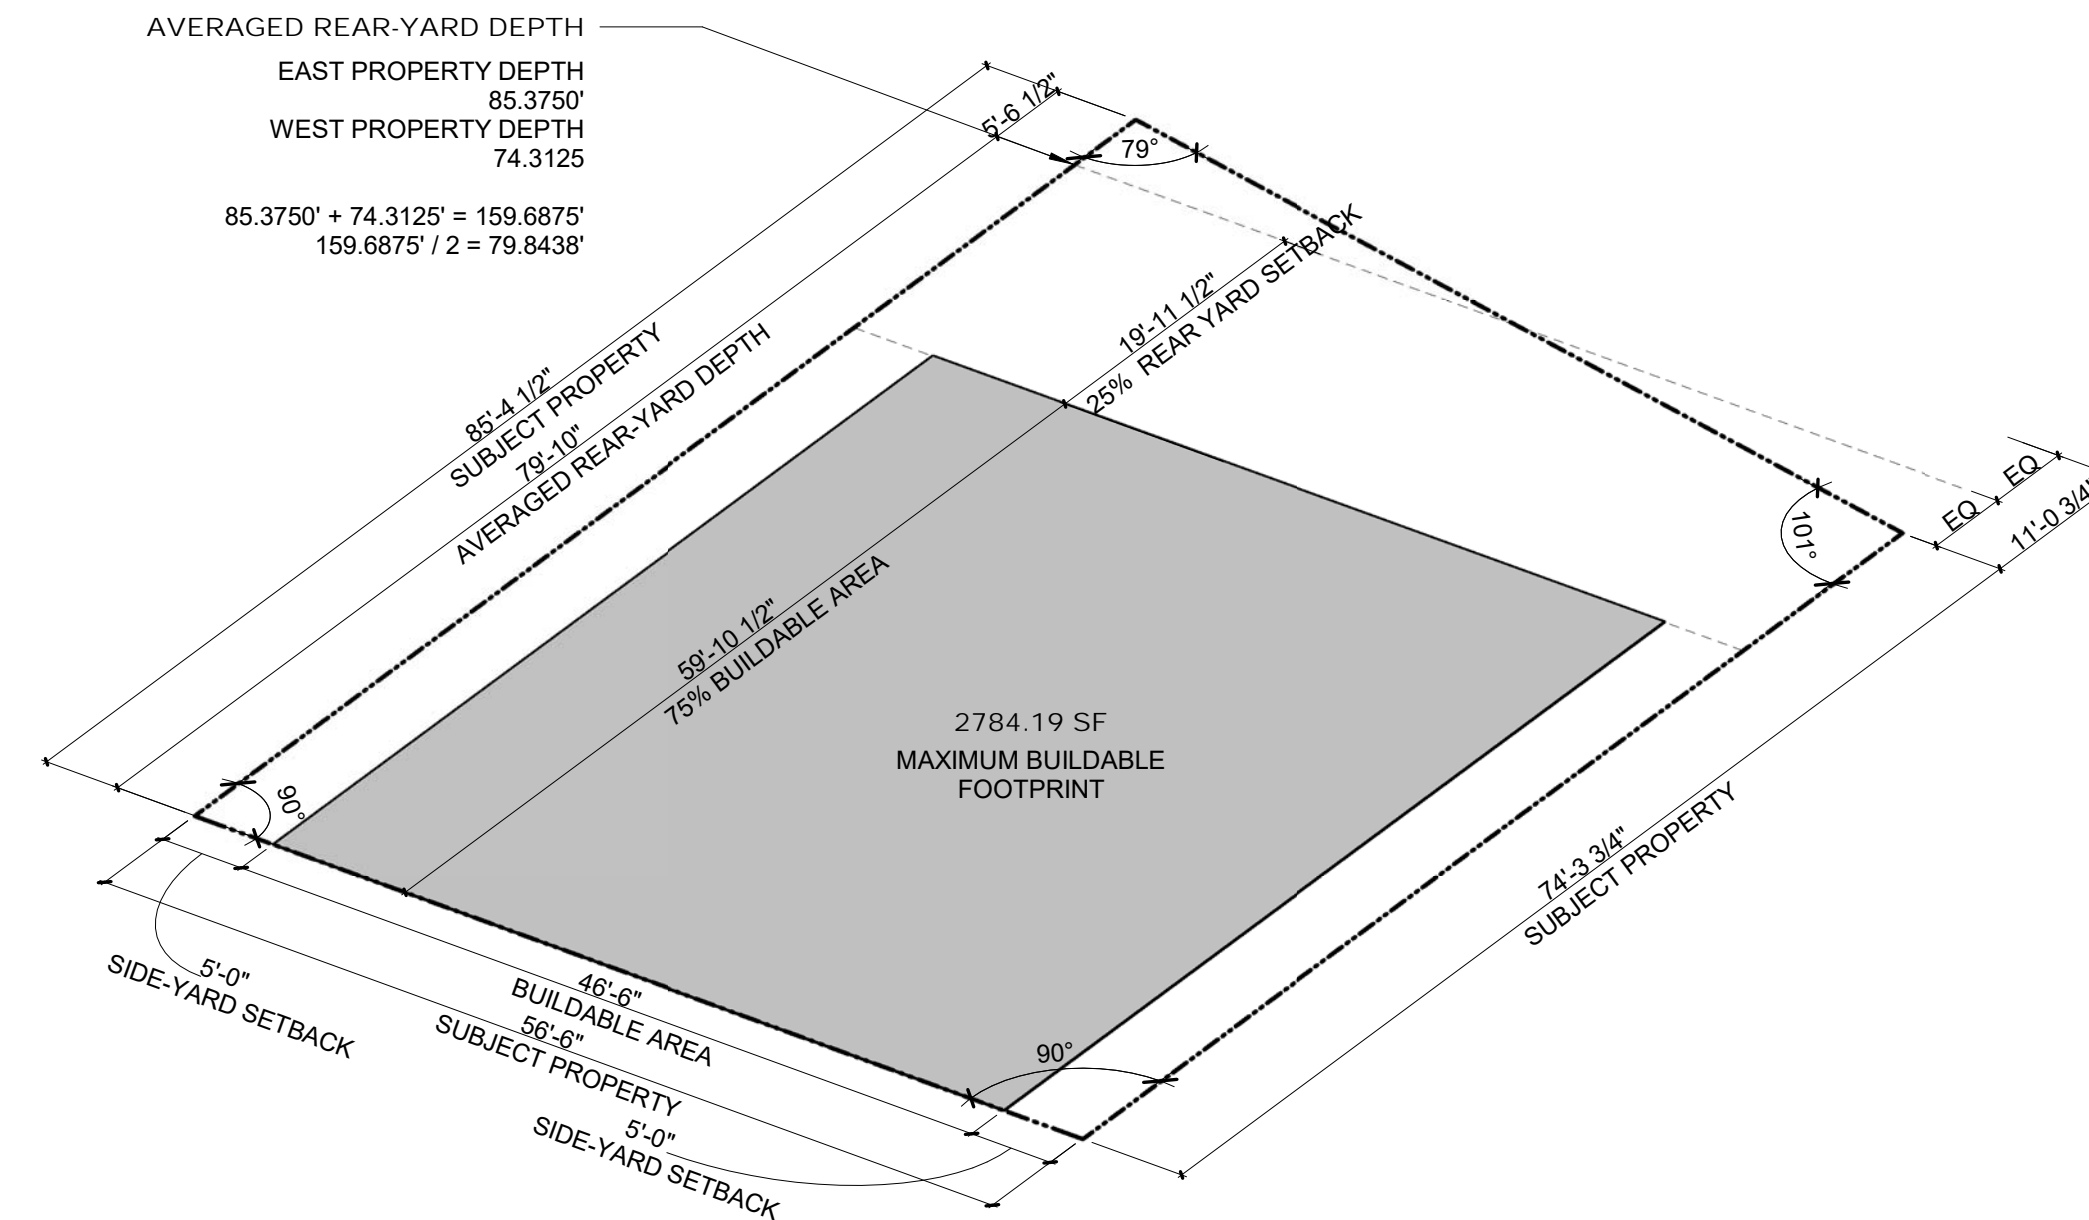 AVERAGED REAR-YARD DEPTH
EAST PROPERTY DEPTH
85.3750'
WEST PROPERTY DEPTH
74.3125
85.3750' + 74.3125' = 159.6875'
159.6875' / 2 = 79.8438'
5'-6 1/2"
79°
19'-11 1/2"
25% REAR YARD SETBACK
85'-4 1/2"
SUBJECT PROPERTY
79'-10"
AVERAGED REAR-YARD DEPTH
EQ
EQ
11'-0 3/4"
101°
59'-10 1/2"
75% BUILDABLE AREA
2784.19 SF
MAXIMUM BUILDABLE
FOOTPRINT
90°
74'-3 3/4"
SUBJECT PROPERTY
5'-0"
SIDE-YARD SETBACK
46'-6"
BUILDABLE AREA
56'-6"
SUBJECT PROPERTY
90°
5'-0"
SIDE-YARD SETBACK